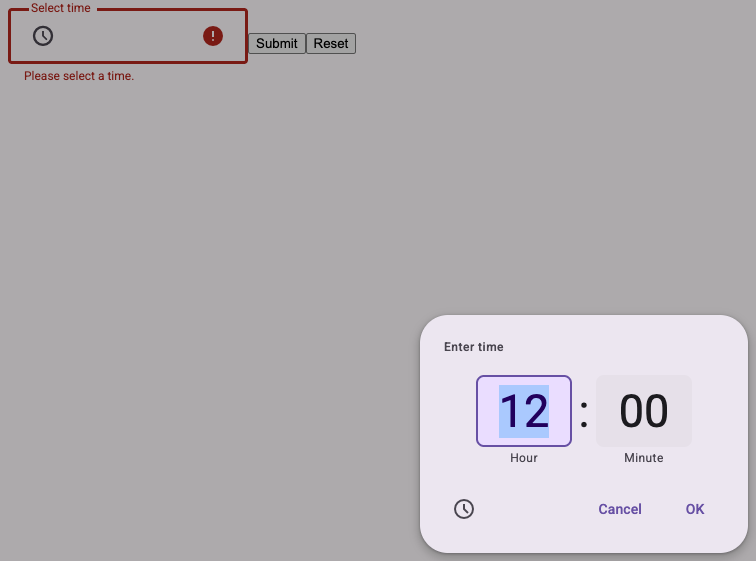 Select time
Submit Reset
Please select a time.
Enter time
12 : 00
Hour Minute
Cancel OK